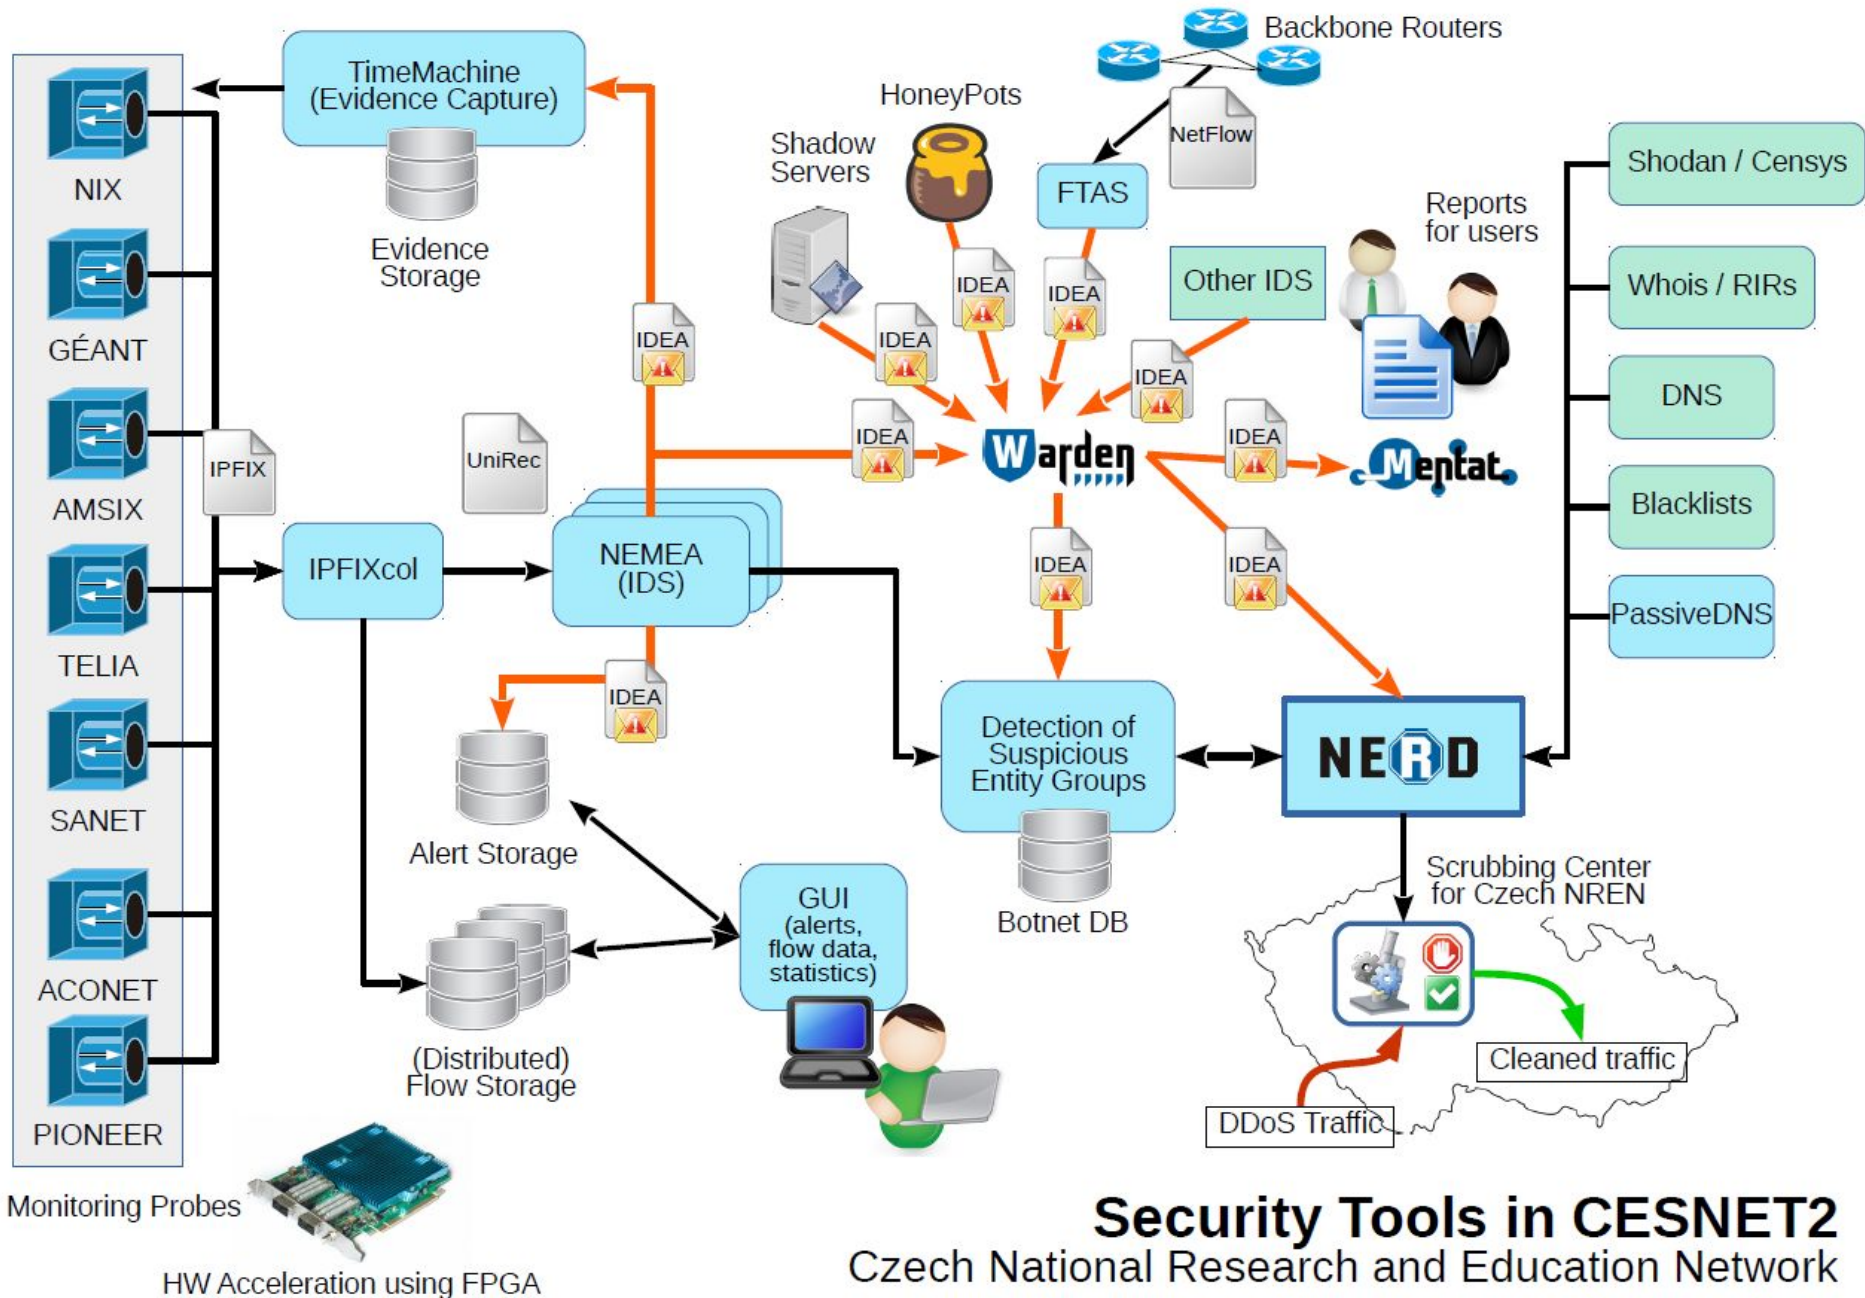 NIX
GÉANT
AMSIX
TELIA
SANET
ACONET
PIONEER
Monitoring Probes
HW Acceleration using FPGA
TimeMachine
(Evidence Capture)
Evidence
Storage
IPFIX
IPFIXcol
UniRec
NEMEA
(IDS)
IDEA
IDEA
IDEA
Alert Storage
(Distributed)
Flow Storage
GUI
(alerts,
flow data,
statistics)
Shadow
Servers
IDEA
HoneyPots
IDEA
Backbone Routers
NetFlow
FTAS
IDEA
Other IDS
IDEA
Warden
IDEA
Mentat
Reports
for users
IDEA
IDEA
Detection of
Suspicious
Entity Groups
Botnet DB
NERD
Shodan / Censys
Whois / RIRs
DNS
Blacklists
PassiveDNS
Scrubbing Center
for Czech NREN
Cleaned traffic
DDoS Traffic
Security Tools in CESNET2
Czech National Research and Education Network